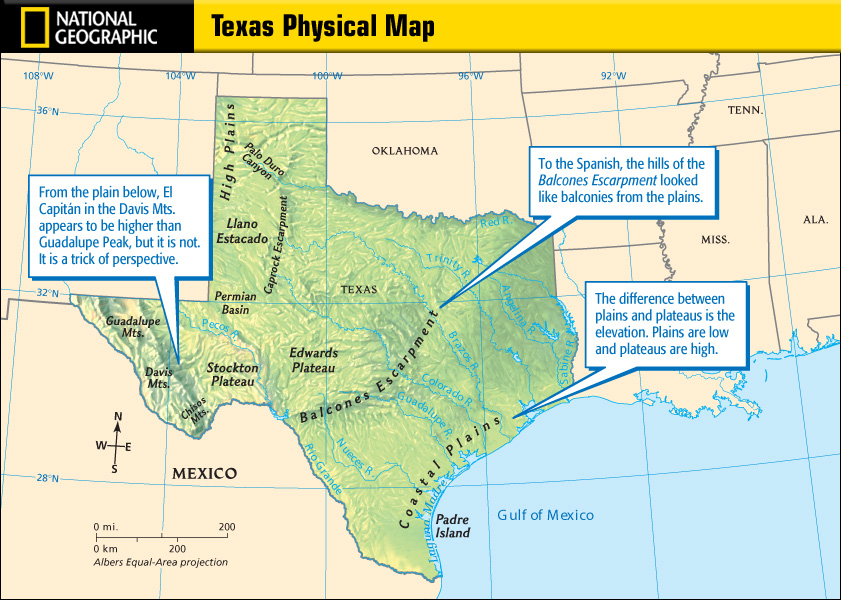 NATIONAL
GEOGRAPHIC
Texas Physical Map
108°W
104°W
100°W
96°W
92°W
36°N
TENN.
High Plains
Palo Duro
Canyon
OKLAHOMA
To the Spanish, the hills of the
Balcones Escarpment looked
like balconies from the plains.
From the plain below, El
Capitán in the Davis Mts.
appears to be higher than
Guadalupe Peak, but it is not.
It is a trick of perspective.
Llano
Estacado
Caprock Escarpment
Red R.
MISS.
ALA.
Trinity R.
32°N
Permian
Basin
TEXAS
Angelina R.
The difference between
plains and plateaus is the
elevation. Plains are low
and plateaus are high.
Guadalupe
Mts.
Pecos R.
Brazos R.
Sabine R.
Davis
Mts.
Stockton
Plateau
Edwards
Plateau
Balcones Escarpment
Colorado R.
Chisos
Mts.
Guadalupe R.
N
W
E
S
Coastal Plains
Nueces R.
Rio Grande
MEXICO
28°N
Laguna Madre
Padre
Island
Gulf of Mexico
0 mi.
200
0 km
200
Albers Equal-Area projection